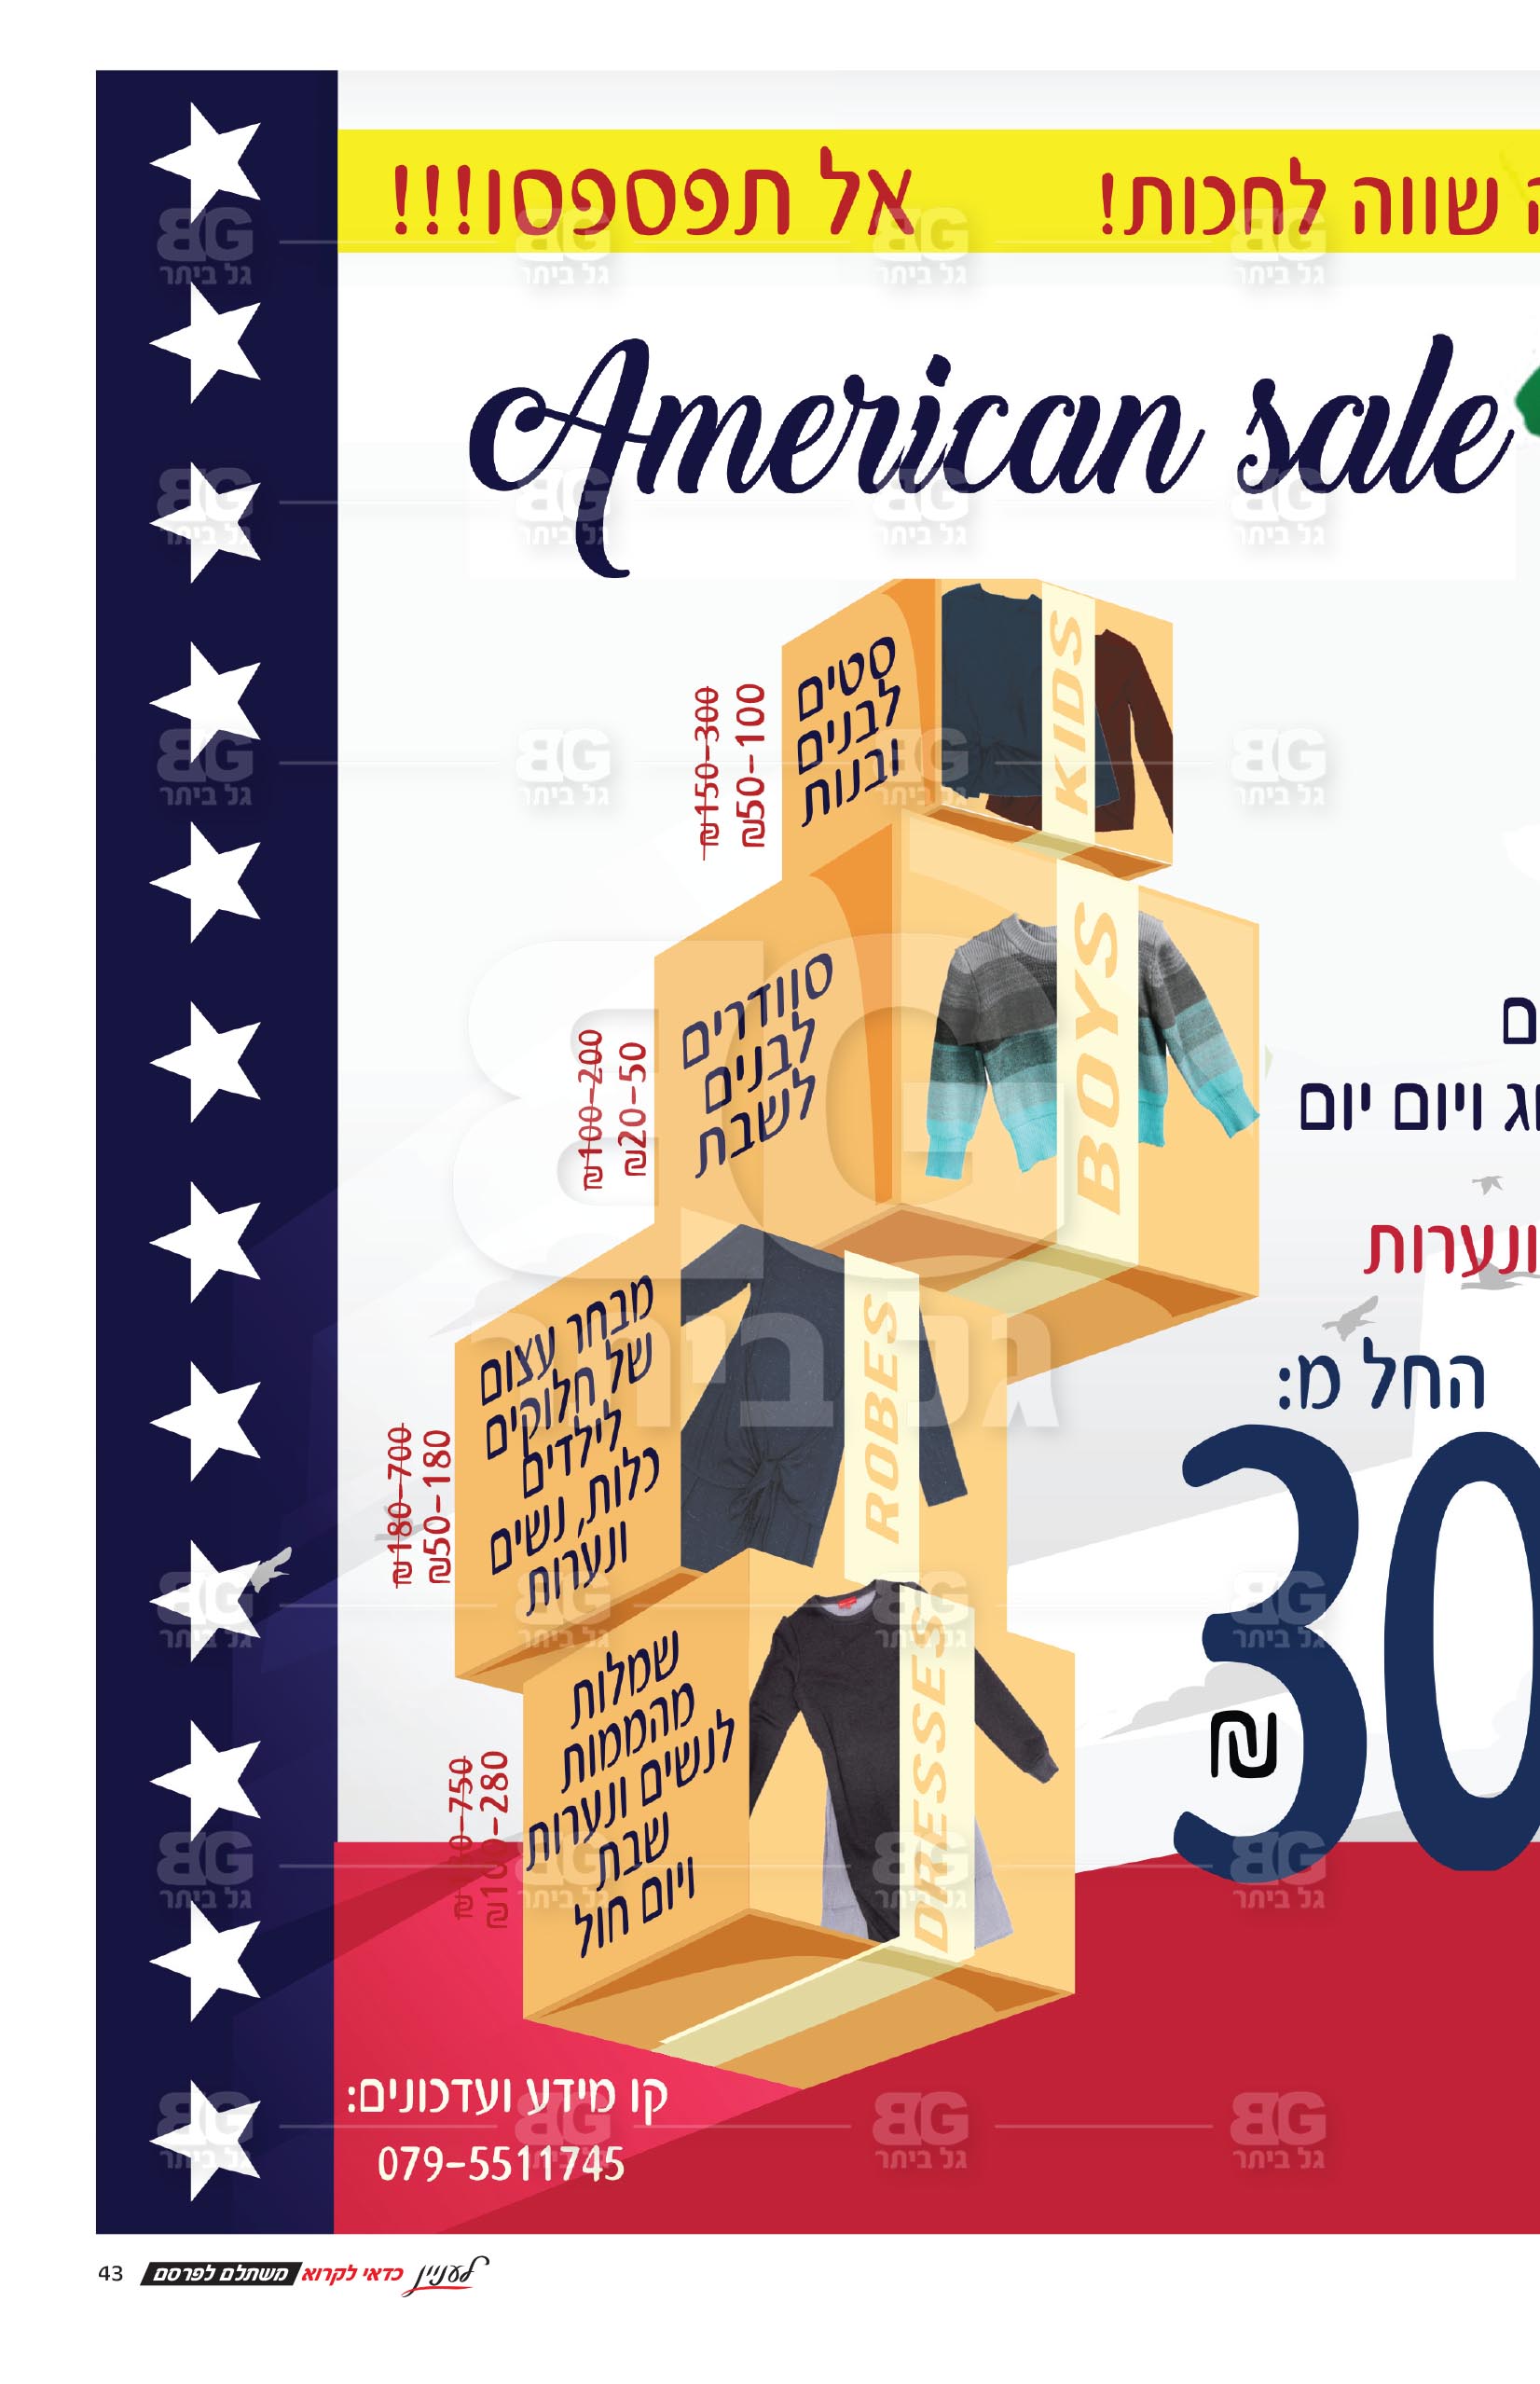 שווה לחכות!
אל תפספסו!!!
American sale
KIDS
סטים
לבנים
ובנות
₪150-300
₪50-100
BOYS
סוודרים
לבנים
לשבת
₪100-200
₪20-50
ויום יום
ונערות
החל מ:
30
₪
ROBES
מבחר עצום
של חלוקים
לילדים
כלות, נשים
ונערות
₪180-700
₪50-180
DRESSES
שמלות
מהממות
לנשים ונערות
שבת
ויום חול
₪100-280
קו מידע ועדכונים:
079-5511745
43
משתלם לפרסם
כדאי לקרוא
לעניין
BG
גל ביתר